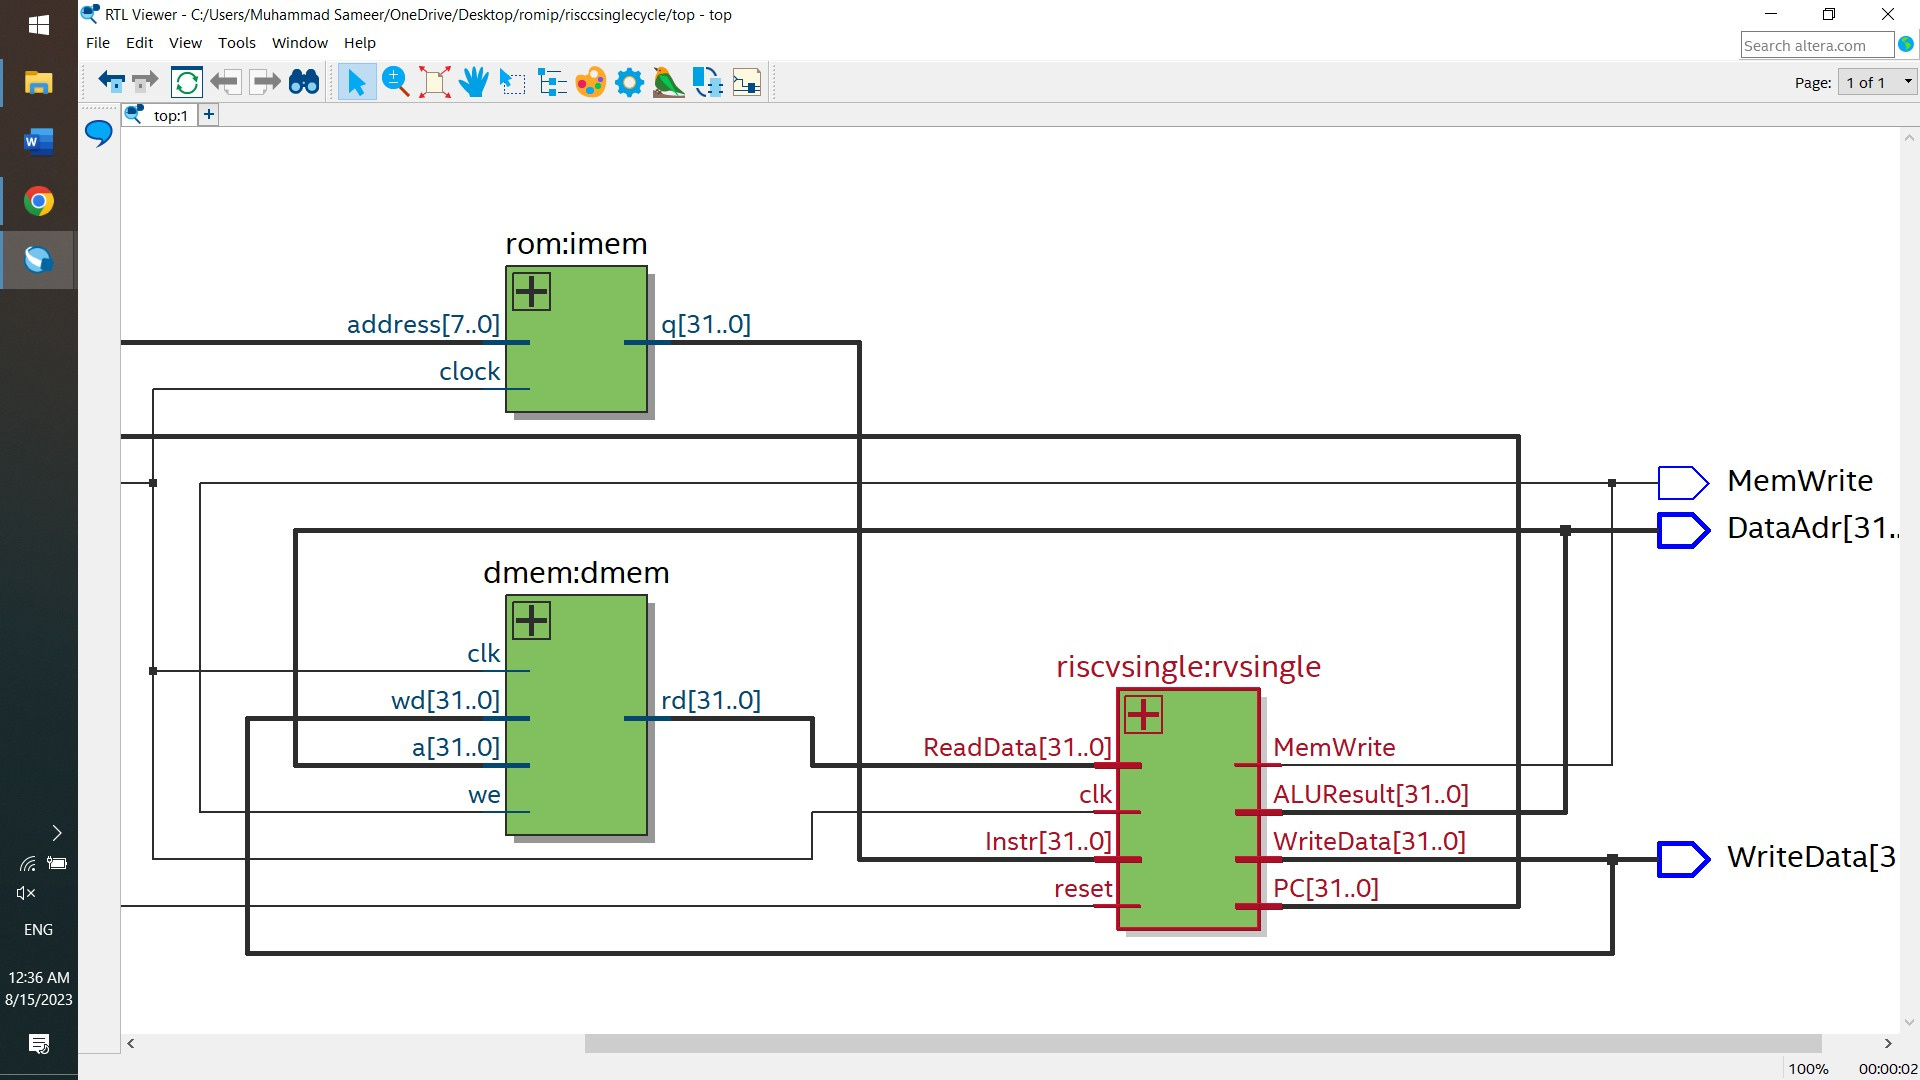 RTL Viewer - C:/Users/Muhammad Sameer/OneDrive/Desktop/romip/risccsinglecycle/top - top
File Edit View Tools Window Help
Search altera.com
Page: 1 of 1
top:1
rom:imem
address[7..0]
q[31..0]
clock
MemWrite
DataAdr[31..
dmem:dmem
clk
wd[31..0]
rd[31..0]
a[31..0]
we
riscvsingle:rvsingle
ReadData[31..0]
MemWrite
clk
ALUResult[31..0]
Instr[31..0]
WriteData[31..0]
WriteData[3
reset
PC[31..0]
ENG
12:36 AM
8/15/2023
100% 00:00:02